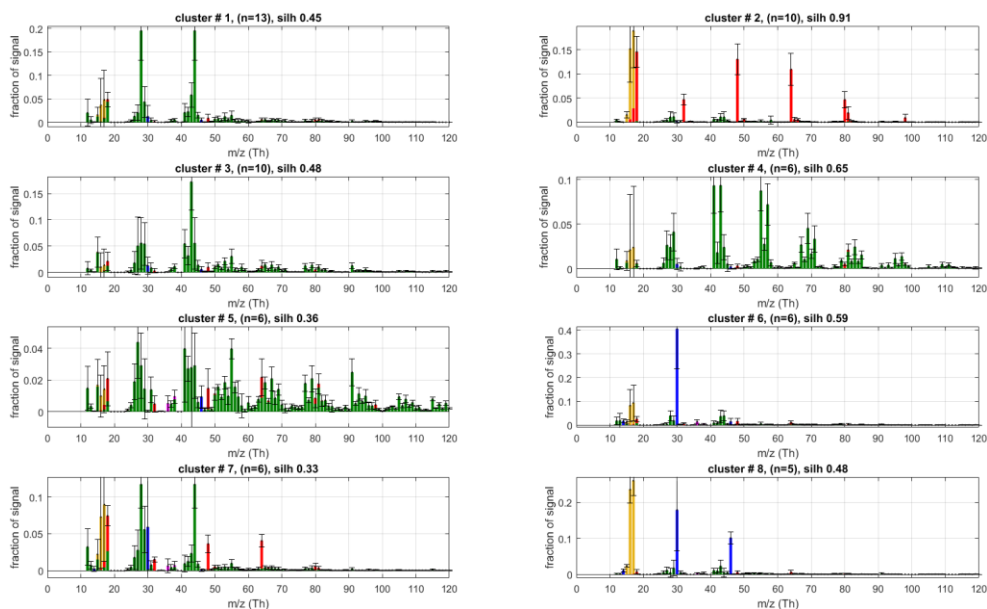 cluster # 1, (n=13), silh 0.45
fraction of signal
0.2
0.15
0.1
0.05
0
0 10 20 30 40 50 60 70 80 90 100 110 120
m/z (Th)
cluster # 2, (n=10), silh 0.91
fraction of signal
0.15
0.1
0.05
0
0 10 20 30 40 50 60 70 80 90 100 110 120
m/z (Th)
cluster # 3, (n=10), silh 0.48
fraction of signal
0.15
0.1
0.05
0
0 10 20 30 40 50 60 70 80 90 100 110 120
m/z (Th)
cluster # 4, (n=6), silh 0.65
fraction of signal
0.1
0.05
0
0 10 20 30 40 50 60 70 80 90 100 110 120
m/z (Th)
cluster # 5, (n=6), silh 0.36
fraction of signal
0.04
0.02
0
0 10 20 30 40 50 60 70 80 90 100 110 120
m/z (Th)
cluster # 6, (n=6), silh 0.59
fraction of signal
0.4
0.3
0.2
0.1
0
0 10 20 30 40 50 60 70 80 90 100 110 120
m/z (Th)
cluster # 7, (n=6), silh 0.33
fraction of signal
0.1
0.05
0
0 10 20 30 40 50 60 70 80 90 100 110 120
m/z (Th)
cluster # 8, (n=5), silh 0.48
fraction of signal
0.2
0.1
0
0 10 20 30 40 50 60 70 80 90 100 110 120
m/z (Th)